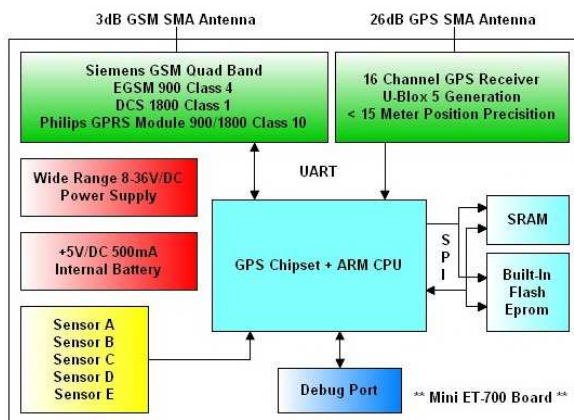 3dB GSM SMA Antenna
26dB GPS SMA Antenna
Siemens GSM Quad Band
EGSM 900 Class 4
DCS 1800 Class 1
Philips GPRS Module 900/1800 Class 10
16 Channel GPS Receiver
U-Blox 5 Generation
< 15 Meter Position Precisition
UART
Wide Range 8-36V/DC
Power Supply
+5V/DC 500mA
Internal Battery
GPS Chipset + ARM CPU
SPI
SRAM
Built-In
Flash
Eprom
Sensor A
Sensor B
Sensor C
Sensor D
Sensor E
Debug Port
** Mini ET-700 Board **